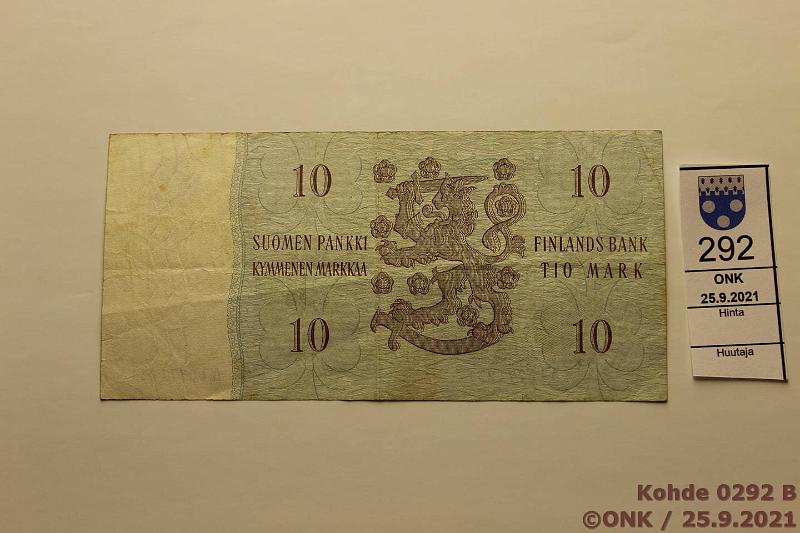 10
10
SUOMEN PANKKI
FINLANDS BANK
KYMMENEN MARKKAA
TIO MARK
10
10
292
ONK
25.9.2021
Hinta
Huutaja
Kohde 0292 B
©ONK / 25.9.2021